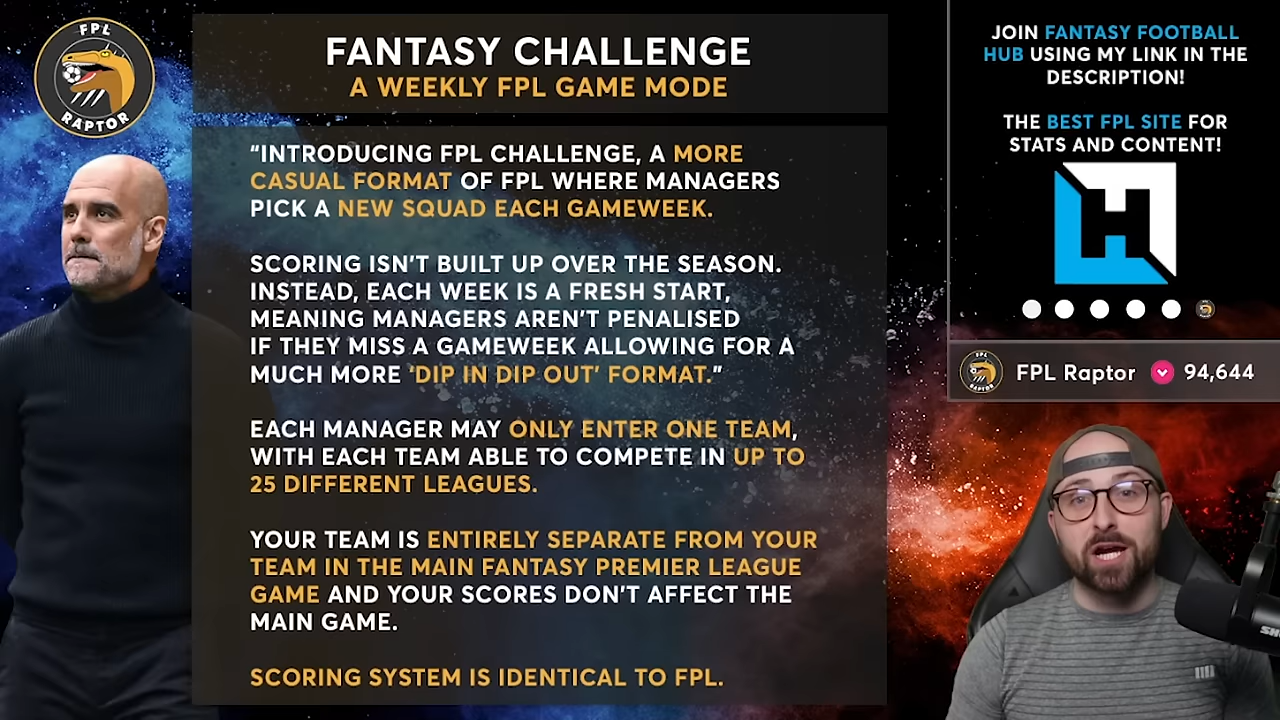 FPL
RAPTOR
FANTASY CHALLENGE
A WEEKLY FPL GAME MODE
“INTRODUCING FPL CHALLENGE, A MORE
CASUAL FORMAT OF FPL WHERE MANAGERS
PICK A NEW SQUAD EACH GAMEWEEK.
SCORING ISN’T BUILT UP OVER THE SEASON.
INSTEAD, EACH WEEK IS A FRESH START,
MEANING MANAGERS AREN’T PENALISED
IF THEY MISS A GAMEWEEK ALLOWING FOR A
MUCH MORE ‘DIP IN DIP OUT’ FORMAT.”
EACH MANAGER MAY ONLY ENTER ONE TEAM,
WITH EACH TEAM ABLE TO COMPETE IN UP TO
25 DIFFERENT LEAGUES.
YOUR TEAM IS ENTIRELY SEPARATE FROM YOUR
TEAM IN THE MAIN FANTASY PREMIER LEAGUE
GAME AND YOUR SCORES DON’T AFFECT THE
MAIN GAME.
SCORING SYSTEM IS IDENTICAL TO FPL.
JOIN FANTASY FOOTBALL
HUB USING MY LINK IN THE
DESCRIPTION!
THE BEST FPL SITE FOR
STATS AND CONTENT!
H
FPL
RAPTOR
FPL Raptor 94,644